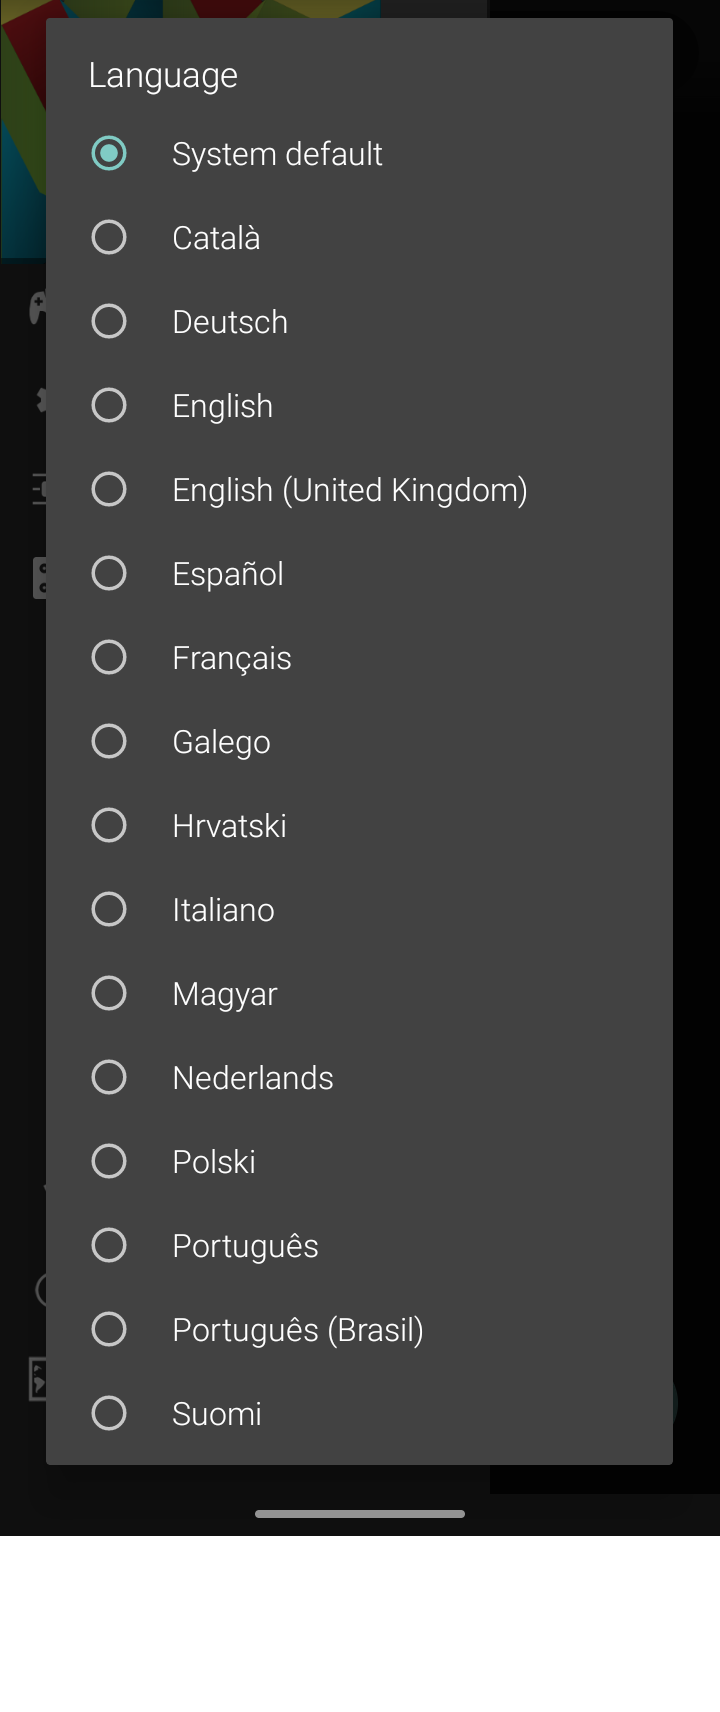 Language
System default
Català
Deutsch
English
English (United Kingdom)
Español
Français
Galego
Hrvatski
Italiano
Magyar
Nederlands
Polski
Português
Português (Brasil)
Suomi